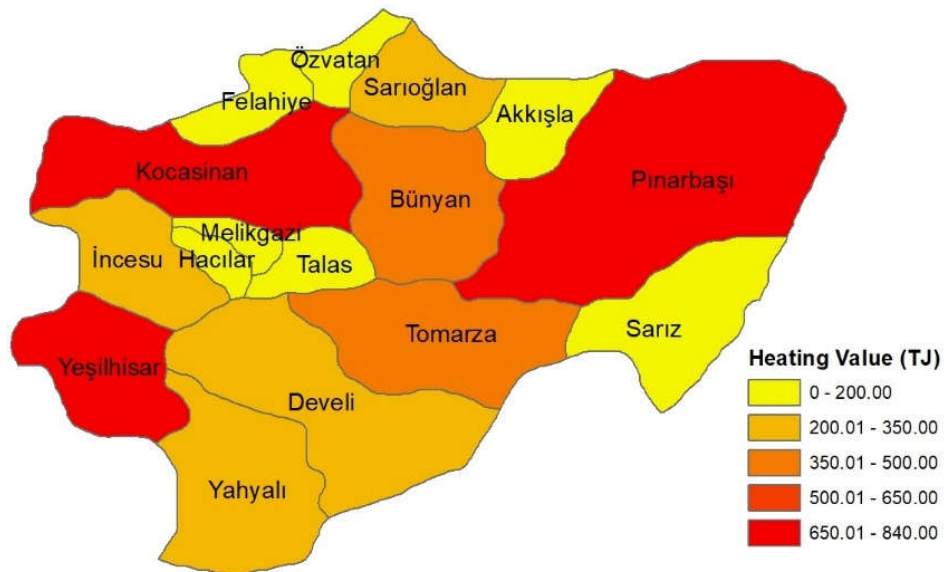 Özvatan
Sarıoğlan
Felahiye
Akkışla
Kocasinan
Pınarbaşı
Bünyan
Melikgazi
İncesu
Hacılar
Talas
Sarız
Tomarza
Yeşilhisar
Develi
Yahyalı
Heating Value (TJ)
0 - 200.00
200.01 - 350.00
350.01 - 500.00
500.01 - 650.00
650.01 - 840.00